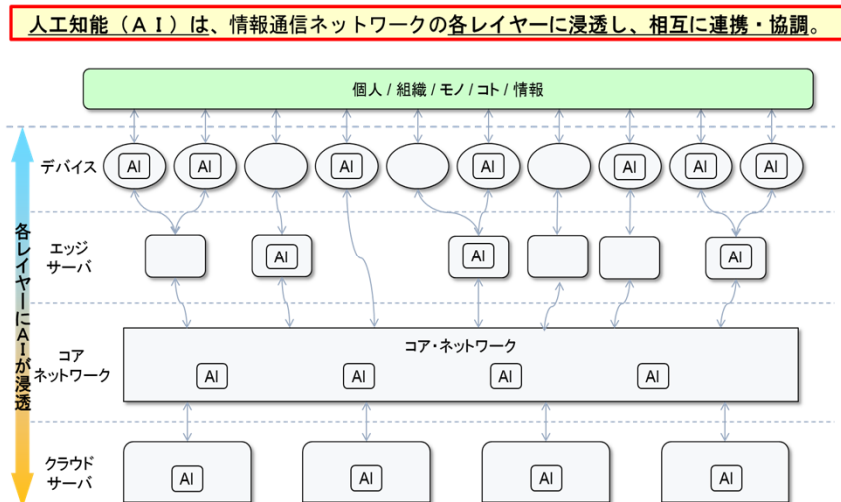 人工知能(AI)は、情報通信ネットワークの各レイヤーに浸透し、相互に連携・協調。
個人 / 組織 / モノ / コト / 情報
各レイヤーにAIが浸透
デバイス
AI
AI
AI
AI
AI
AI
AI
エッジ
サーバ
AI
AI
AI
コア
ネットワーク
コア・ネットワーク
AI
AI
AI
AI
クラウド
サーバ
AI
AI
AI
AI